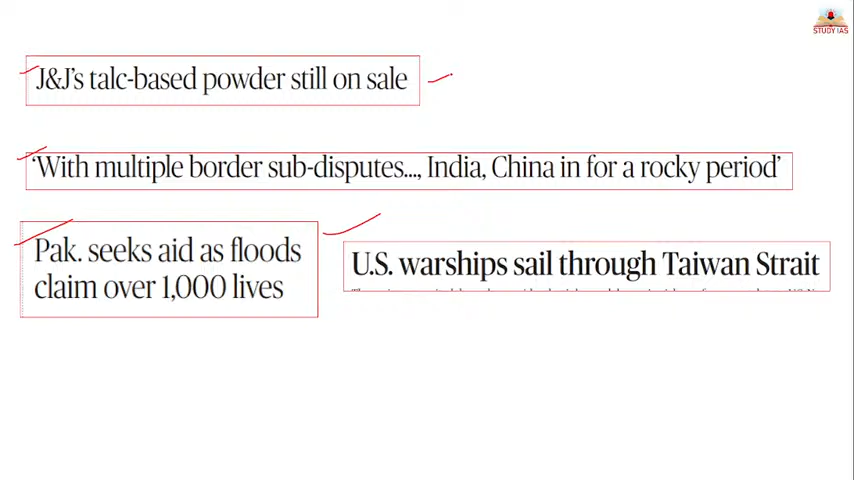 STUDY IAS
J&J's talc-based powder still on sale
'With multiple border sub-disputes..., India, China in for a rocky period'
Pak. seeks aid as floods
claim over 1,000 lives
U.S. warships sail through Taiwan Strait